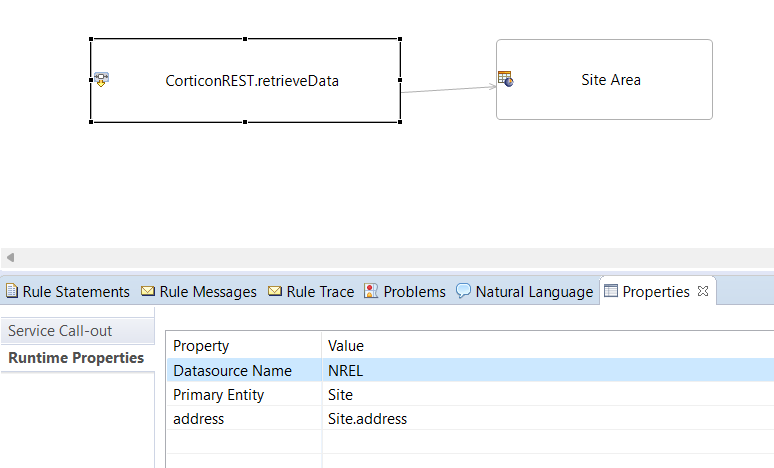 CorticonREST.retrieveData
Site Area
Rule Statements Rule Messages Rule Trace Problems Natural Language Properties
Service Call-out
Runtime Properties
Property Value
Datasource Name NREL
Primary Entity Site
address Site.address